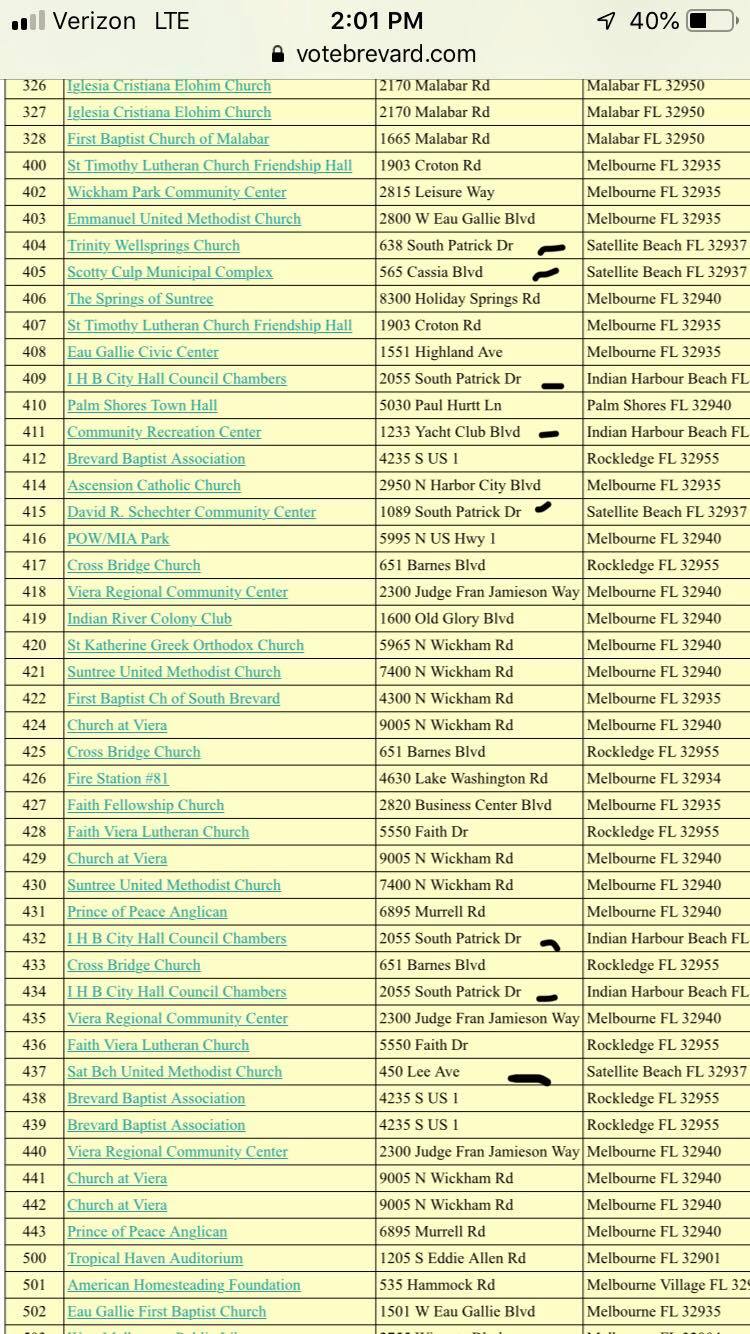 Verizon LTE 2:01 PM 40%
votebrevard.com
326 Iglesia Cristiana Elohim Church 2170 Malabar Rd Malabar FL 32950
327 Iglesia Cristiana Elohim Church 2170 Malabar Rd Malabar FL 32950
328 First Baptist Church of Malabar 1665 Malabar Rd Malabar FL 32950
400 St Timothy Lutheran Church Friendship Hall 1903 Croton Rd Melbourne FL 32935
402 Wickham Park Community Center 2815 Leisure Way Melbourne FL 32935
403 Emmanuel United Methodist Church 2800 W Eau Gallie Blvd Melbourne FL 32935
404 Trinity Wellsprings Church 638 South Patrick Dr Satellite Beach FL 32937
405 Scotty Culp Municipal Complex 565 Cassia Blvd Satellite Beach FL 32937
406 The Springs of Suntree 8300 Holiday Springs Rd Melbourne FL 32940
407 St Timothy Lutheran Church Friendship Hall 1903 Croton Rd Melbourne FL 32935
408 Eau Gallie Civic Center 1551 Highland Ave Melbourne FL 32935
409 I H B City Hall Council Chambers 2055 South Patrick Dr Indian Harbour Beach FL
410 Palm Shores Town Hall 5030 Paul Hurtt Ln Palm Shores FL 32940
411 Community Recreation Center 1233 Yacht Club Blvd Indian Harbour Beach FL
412 Brevard Baptist Association 4235 S US 1 Rockledge FL 32955
414 Ascension Catholic Church 2950 N Harbor City Blvd Melbourne FL 32935
415 David R. Schechter Community Center 1089 South Patrick Dr Satellite Beach FL 32937
416 POW/MIA Park 5995 N US Hwy 1 Melbourne FL 32940
417 Cross Bridge Church 651 Barnes Blvd Rockledge FL 32955
418 Viera Regional Community Center 2300 Judge Fran Jamieson Way Melbourne FL 32940
419 Indian River Colony Club 1600 Old Glory Blvd Melbourne FL 32940
420 St Katherine Greek Orthodox Church 5965 N Wickham Rd Melbourne FL 32940
421 Suntree United Methodist Church 7400 N Wickham Rd Melbourne FL 32940
422 First Baptist Ch of South Brevard 4300 N Wickham Rd Melbourne FL 32935
424 Church at Viera 9005 N Wickham Rd Melbourne FL 32940
425 Cross Bridge Church 651 Barnes Blvd Rockledge FL 32955
426 Fire Station #81 4630 Lake Washington Rd Melbourne FL 32934
427 Faith Fellowship Church 2820 Business Center Blvd Melbourne FL 32935
428 Faith Viera Lutheran Church 5550 Faith Dr Rockledge FL 32955
429 Church at Viera 9005 N Wickham Rd Melbourne FL 32940
430 Suntree United Methodist Church 7400 N Wickham Rd Melbourne FL 32940
431 Prince of Peace Anglican 6895 Murrell Rd Melbourne FL 32940
432 I H B City Hall Council Chambers 2055 South Patrick Dr Indian Harbour Beach FL
433 Cross Bridge Church 651 Barnes Blvd Rockledge FL 32955
434 I H B City Hall Council Chambers 2055 South Patrick Dr Indian Harbour Beach FL
435 Viera Regional Community Center 2300 Judge Fran Jamieson Way Melbourne FL 32940
436 Faith Viera Lutheran Church 5550 Faith Dr Rockledge FL 32955
437 Sat Bch United Methodist Church 450 Lee Ave Satellite Beach FL 32937
438 Brevard Baptist Association 4235 S US 1 Rockledge FL 32955
439 Brevard Baptist Association 4235 S US 1 Rockledge FL 32955
440 Viera Regional Community Center 2300 Judge Fran Jamieson Way Melbourne FL 32940
441 Church at Viera 9005 N Wickham Rd Melbourne FL 32940
442 Church at Viera 9005 N Wickham Rd Melbourne FL 32940
443 Prince of Peace Anglican 6895 Murrell Rd Melbourne FL 32940
500 Tropical Haven Auditorium 1205 S Eddie Allen Rd Melbourne FL 32901
501 American Homesteading Foundation 535 Hammock Rd Melbourne Village FL 329
502 Eau Gallie First Baptist Church 1501 W Eau Gallie Blvd Melbourne FL 32935